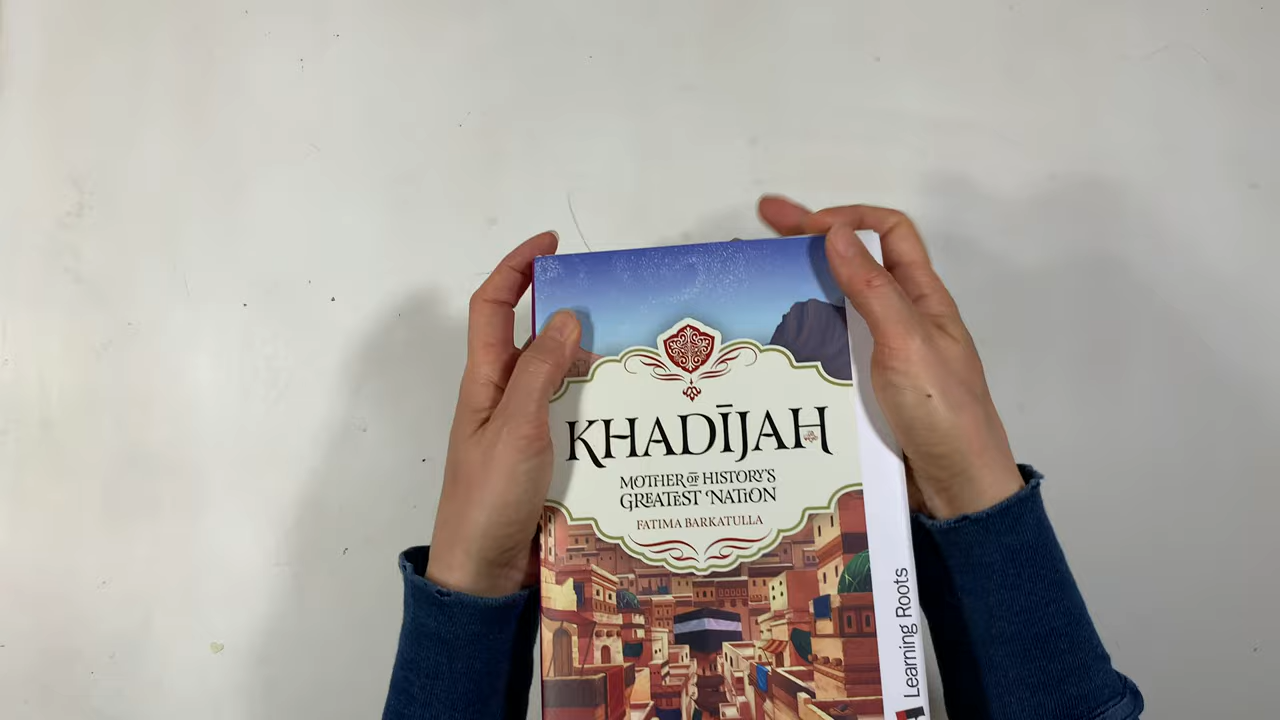 KHADĪJAH
MOTHER OF HISTORY'S
GREATEST NATION
FATIMA BARKATULLA
Learning Roots